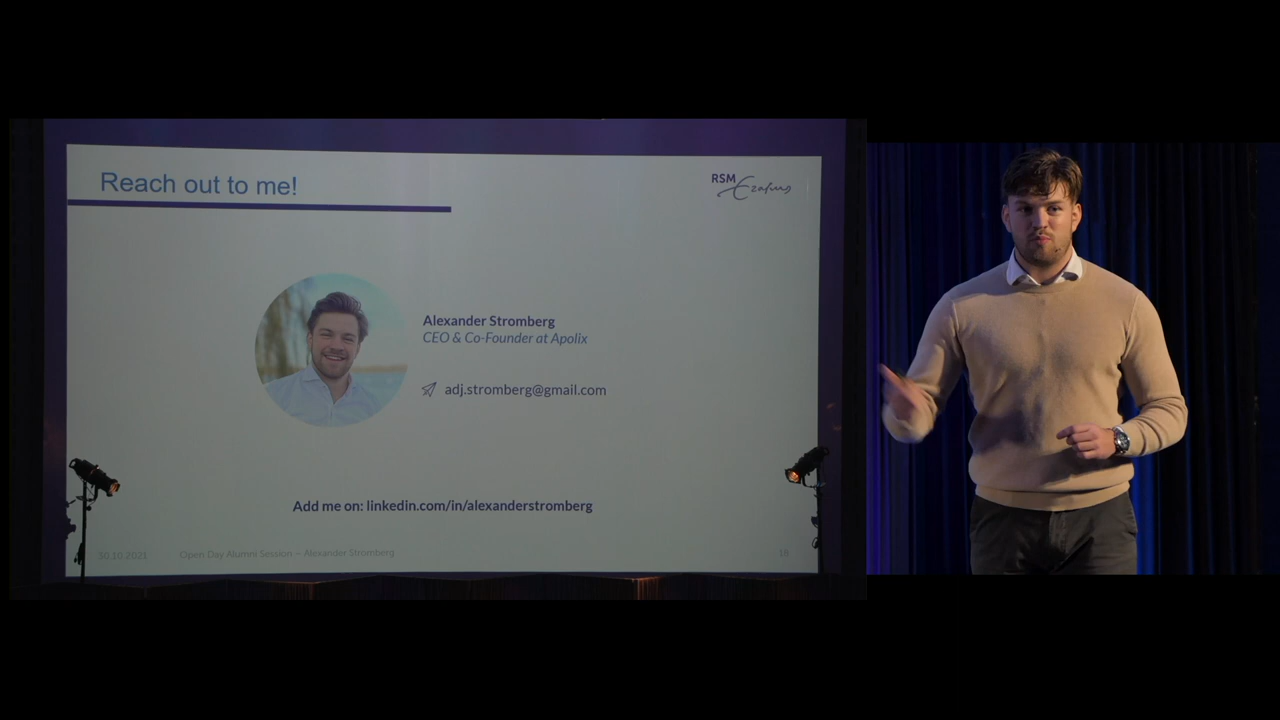 Reach out to me!
RSM
Erasmus
Alexander Stromberg
CEO & Co-Founder at Apolix
adj.stromberg@gmail.com
Add me on: linkedin.com/in/alexanderstromberg
30.10.2021
Open Day Alumni Session – Alexander Stromberg
18